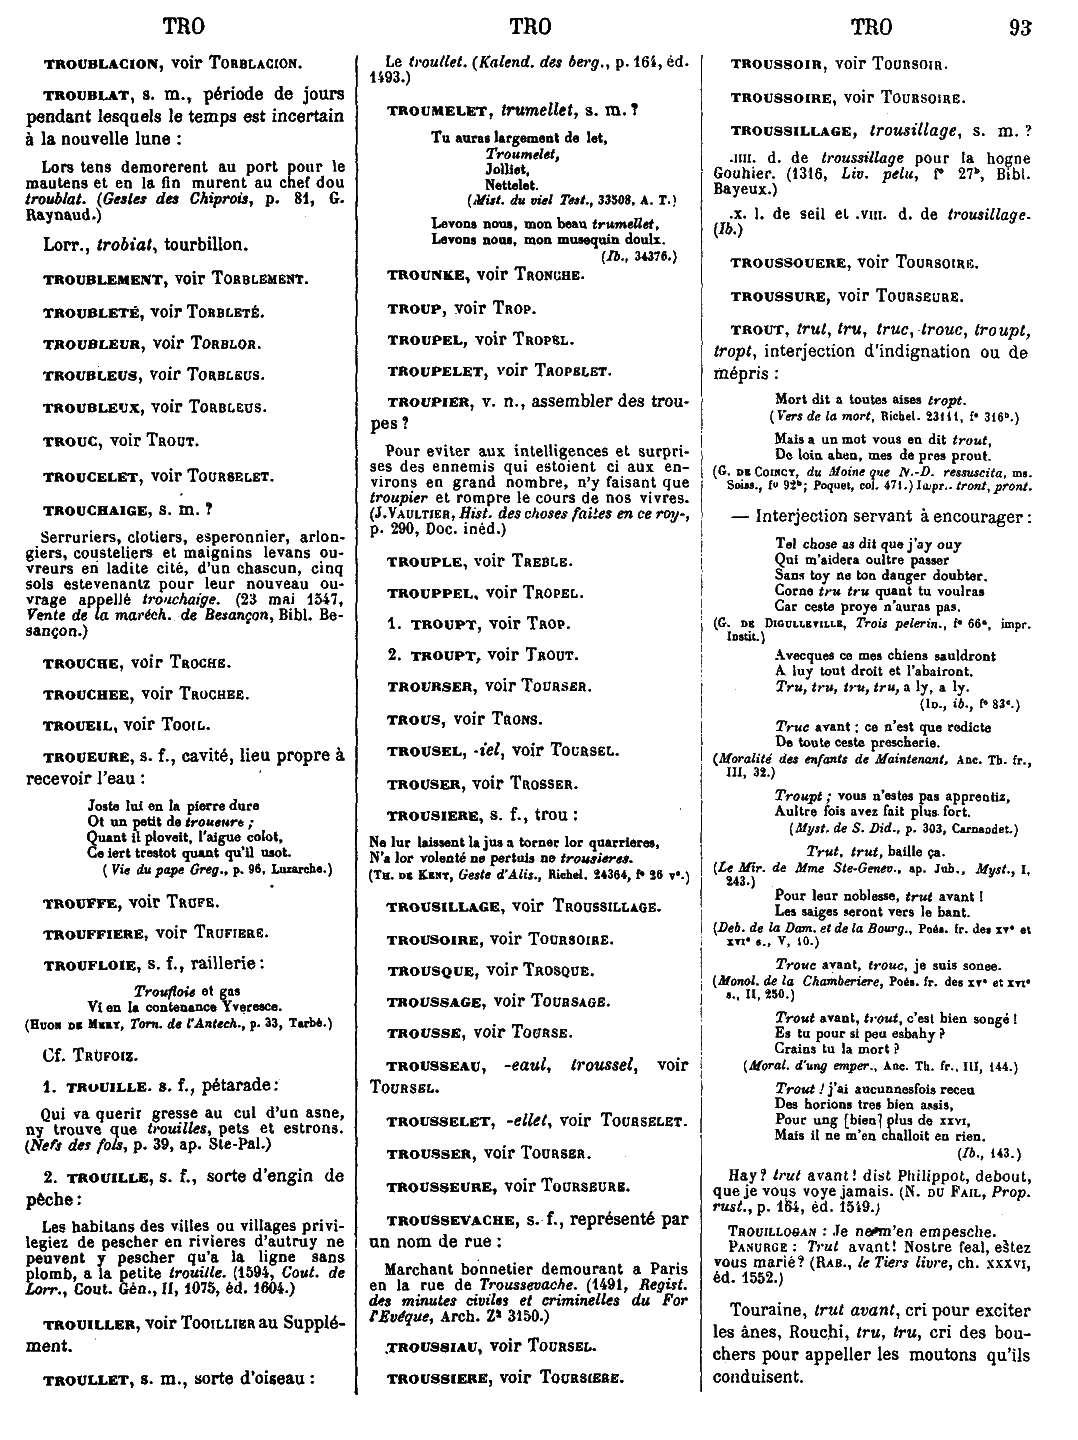 TRO TRO TRO 93
TROUBLACION, voir TORBLACION.
TROUBLAT, s. m., période de jours
pendant lesquels le temps est incertain
à la nouvelle lune :
Lors tens demorerent au port pour le
mautens et en la fin murent au chef dou
troublat. (Gestes des Chiprois, p. 81, G.
Raynaud.)
Lorr., trobiat, tourbillon.
TROUBLEMENT, voir TORBLEMENT.
TROUBLETÉ, voir TORBLETÉ.
TROUBLEUR, voir TORBLOR.
TROUBLEUS, voir TORBLEUS.
TROUBLEUX, voir TORBLEUS.
TROUC, voir TROUT.
TROUCELET, voir TOURSELET.
TROUCHAIGE, s. m. ?
Serruriers, clotiers, esperonnier, arlon-
giers, cousteliers et maignins levans ou-
vreurs en ladite cité, d'un chascun, cinq
sols estevenantz pour leur nouveau ou-
vrage appellé trouchaige. (23 mai 1547,
Vente de la maréch. de Besançon, Bibl. Be-
sançon.)
TROUCHE, voir TROCHE.
TROUCHEE, voir TROCHEE.
TROUEIL, voir TOOIL.
TROUEURE, s. f., cavité, lieu propre à
recevoir l'eau :
Joste lui en la pierre dure
Ot un petit de troueure ;
Quant il ploveit, l'aigue colot,
Ce iert trestot quant qu'il usot.
(Vie du pape Greg., p. 96, Luzarche.)
TROUFFE, voir TRUFE.
TROUFFIERE, voir TRUFIERE.
TROUFLOIE, s. f., raillerie :
Trouflois et gas
Vi en la contenance Yveresce.
(HUON DE MERY, Torn. de l'Antech., p. 33, Tarbé.)
Cf. TRUFOIZ.
1. TROUILLE. s. f., pétarade :
Qui va querir gresse au cul d'un asne,
ny trouve que trouilles, pets et estrons.
(Nefs des fols, p. 39, ap. Ste-Pal.)
2. TROUILLE, s. f., sorte d'engin de
pêche :
Les habitans des villes ou villages privi-
legiez de pescher en rivieres d'autruy ne
peuvent y pescher qu'a la ligne sans
plomb, a la petite trouille. (1594, Cout. de
Lorr., Cout. Gén., II, 1075, éd. 1604.)
TROUILLER, voir TOOILLIER au Supplé-
ment.
TROULLET, s. m., sorte d'oiseau :
Le troullet. (Kalend. des berg., p. 164, éd.
1493.)
TROUMELET, trumellet, s. m. ?
Tu auras largement de let,
Troumelet,
Jolliet,
Nettelet.
(Mist. du viel Test., 33508, A. T.)
Levons nous, mon beau trumellet,
Levons nous, mon musequin doulx.
(Ib., 34376.)
TROUNKE, voir TRONCHE.
TROUP, voir TROP.
TROUPEL, voir TROPEL.
TROUPELET, voir TROPELET.
TROUPIER, v. n., assembler des trou-
pes ?
Pour eviter aux intelligences et surpri-
ses des ennemis qui estoient ci aux en-
virons en grand nombre, n'y faisant que
troupier et rompre le cours de nos vivres.
(J. VAULTIER, Hist. des choses faites en ce roy.,
p. 290, Doc. inéd.)
TROUPLE, voir TREBLE.
TROUPPEL, voir TROPEL.
1. TROUPT, voir TROP.
2. TROUPT, voir TROUT.
TROURSER, voir TOURSER.
TROUS, voir TRONS.
TROUSEL, -iel, voir TOURSEL.
TROUSER, voir TROSSER.
TROUSIERE, s. f., trou :
Ne lur laissent la jus a torner lor quarrieres,
N'a lor volenté ne pertuis ne trousieres.
(TH. DE KENT, Geste d'Alis., Richel. 24364, f° 26 v°.)
TROUSILLAGE, voir TROUSSILLAGE.
TROUSOIRE, voir TOURSOIRE.
TROUSQUE, voir TROSQUE.
TROUSSAGE, voir TOURSAGE.
TROUSSE, voir TOURSE.
TROUSSEAU, -eaul, troussel, voir
TOURSEL.
TROUSSELET, -ellet, voir TOURSELET.
TROUSSER, voir TOURSER.
TROUSSEURE, voir TOURSEURE.
TROUSSEVACHE, s. f., représenté par
un nom de rue :
Marchant bonnetier demourant a Paris
en la rue de Troussevache. (1491, Regist.
des minutes civiles et criminelles du For
l'Evéque, Arch. Z² 3150.)
TROUSSIAU, voir TOURSEL.
TROUSSIERE, voir TOURSIERE.
TROUSSOIR, voir TOURSOIR.
TROUSSOIRE, voir TOURSOIRE.
TROUSSILLAGE, trousillage, s. m. ?
.IIII. d. de troussillage pour la hogne
Gouhier. (1316, Liv. pelu, f° 27ᵇ, Bibl.
Bayeux.)
.X. l. de seil et .VIII. d. de trousillage.
(Ib.)
TROUSSOUERE, voir TOURSOIRE.
TROUSSURE, voir TOURSEURE.
TROUT, trut, tru, truc, trouc, troupt,
tropt, interjection d'indignation ou de
mépris :
Mort dit a toutes aises tropt.
(Vers de la mort, Richel. 23111, f° 316ᵇ.)
Mais a un mot vous en dit trout,
De loin ahen, mes de pres prout.
(G. DE COINCY, du Moine que N.-D. ressuscita, ms.
Soiss., f° 92ᵇ; Poquet, col. 471.) Impr.. tront, pront.
— Interjection servant à encourager :
Tel chose as dit que j'ay ouy
Qui m'aidera oultre passer
Sans toy ne ton danger doubter.
Corne tru tru quant tu voulras
Car ceste proye n'auras pas.
(G. DE DIGULLEVILLE, Trois pelerin., f° 66ᵃ, impr.
Instit.)
Avecques ce mes chiens sauldront
A luy tout droit et l'abairont.
Tru, tru, tru, tru, a ly, a ly.
(ID., ib., f° 83ᶜ.)
Truc avant ; ce n'est que redicte
De toute ceste prescherie.
(Moralité des enfants de Maintenant, Anc. Th. fr.,
III, 32.)
Troupt ; vous n'estes pas apprentiz,
Aultre fois avez fait plus fort.
(Myst. de S. Did., p. 303, Carnandet.)
Trut, trut, baille ça.
(Le Mir. de Mme Ste-Genev., ap. Jub., Myst., I,
243.)
Pour leur noblesse, trut avant !
Les saiges seront vers le bant.
(Deb. de la Dam. et de la Bourg., Poés. fr. des XVᵉ et
XVIᵉ s., V, 10.)
Trouc avant, trouc, je suis sonee.
(Monol. de la Chamberiere, Poés. fr. des XVᵉ et XVIᵉ
s., II, 250.)
Trout avant, trout, c'est bien songé !
Es tu pour si peu esbahy ?
Crains tu la mort ?
(Moral. d'ung emper., Anc. Th. fr., III, 144.)
Trout ! j'ai aucunnesfois receu
Des horions tres bien assis,
Pour ung [bien] plus de XXVI,
Mais il ne m'en challoit en rien.
(Ib., 143.)
Hay ? trut avant ! dist Philippot, debout,
que je vous voye jamais. (N. DU FAIL, Prop.
rust., p. 164, éd. 1549.)
TROUILLOGAN : Je ne m'en empesche.
PANURGE : Trut avant ! Nostre feal, estez
vous marié ? (RAB., le Tiers livre, ch. XXXVI,
éd. 1552.)
Touraine, trut avant, cri pour exciter
les ânes, Rouchi, tru, tru, cri des bou-
chers pour appeller les moutons qu'ils
conduisent.